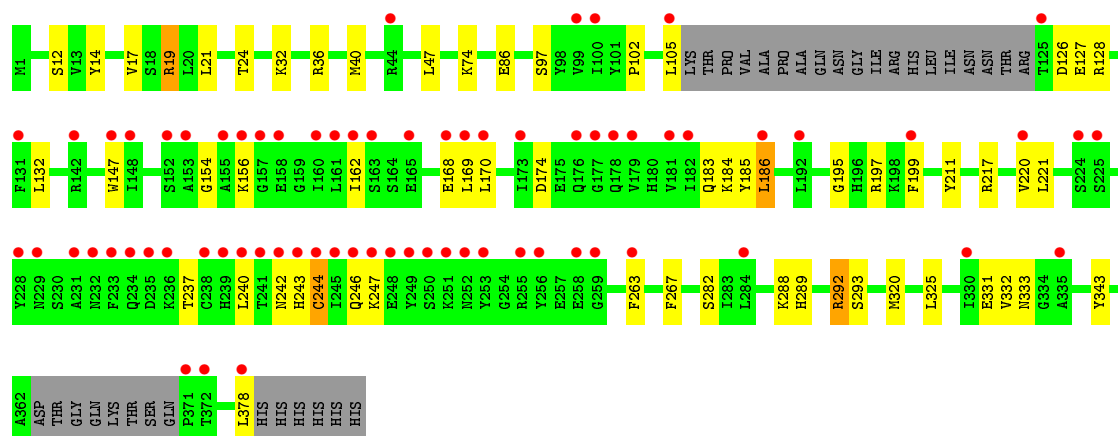 M1 S12 V13 Y14 V17 S18 R19 L20 L21 T24 K32 R36 M40 R44 L47 K74 E86 S97 Y98 V99 I100 Y101 P102 L105 LYS THR PRO VAL ALA PRO ALA GLN ASN GLY ILE ARG HIS LEU ILE ASN ASN THR ARG T125 D126 E127 R128
F131 L132 R142 W147 I148 S152 A153 G154 A155 K156 G157 E158 G159 I160 L161 I162 S163 S164 E165 E168 L169 L170 I173 D174 E175 Q176 G177 Q178 V179 H180 V181 I182 Q183 K184 Y185 L186 L192 G195 H196 R197 K198 F199 Y211 R217 V220 L221 S224 S225
Y228 N229 S230 A231 N232 F233 Q234 D235 K236 T237 C238 H239 L240 T241 N242 H243 C244 I245 Q246 K247 E248 Y249 S250 K251 N252 Y253 G254 R255 Y256 E257 E258 G259 F263 F267 S282 T283 L284 K288 H289 R292 S293 M320 L325 I330 E331 V332 N333 G334 A335 Y343
A362 ASP THR GLY GLN LYS THR SER GLN P371 T372 L378 HIS HIS HIS HIS HIS HIS